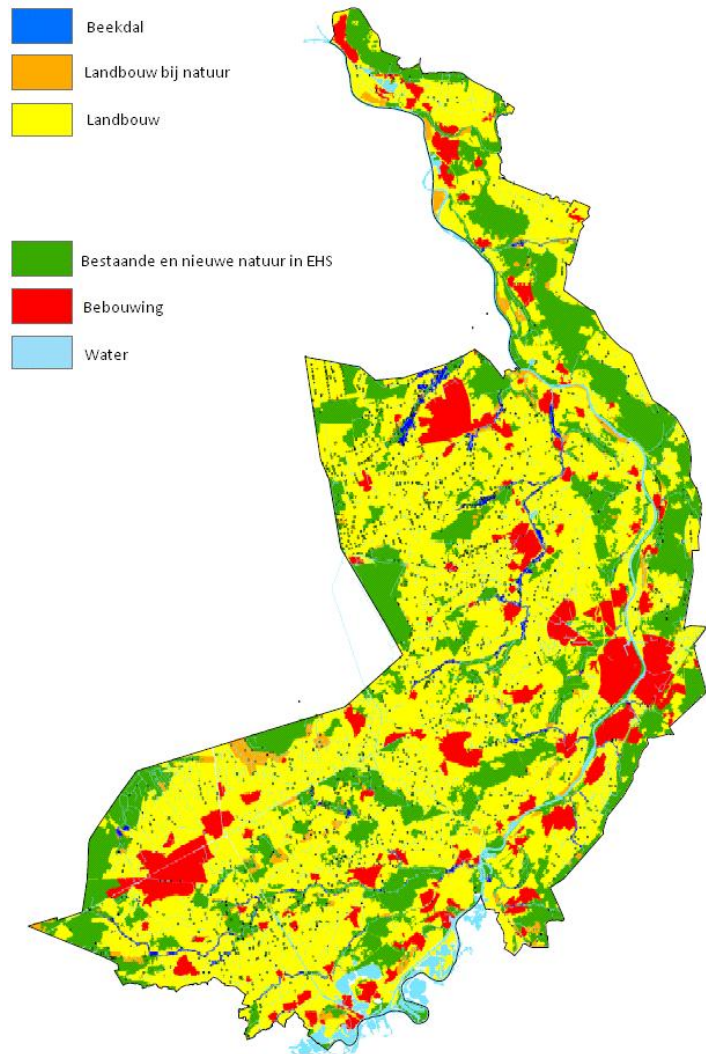 Beekdal
Landbouw bij natuur
Landbouw
Bestaande en nieuwe natuur in EHS
Bebouwing
Water